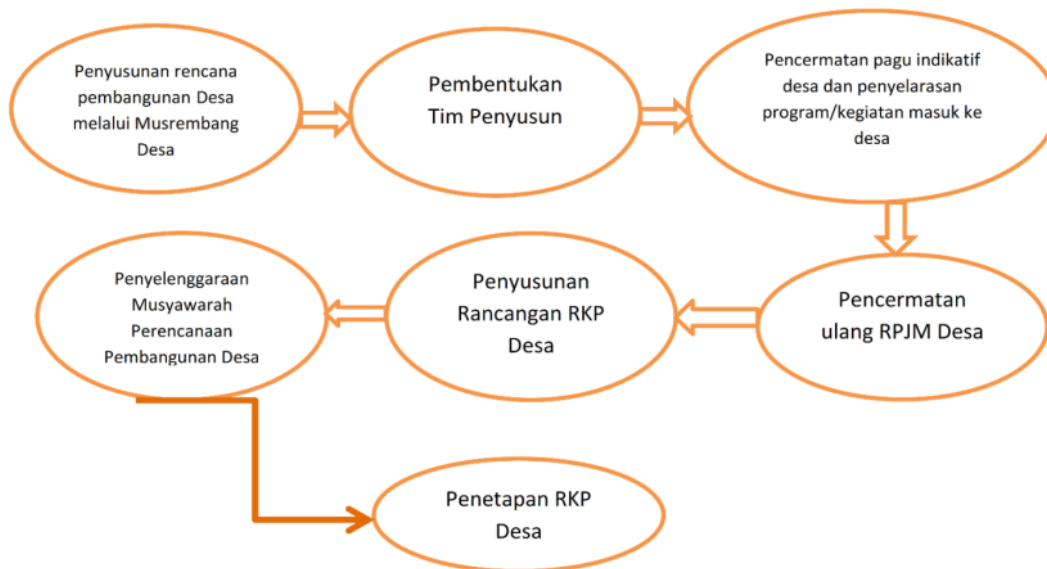 Penyusunan rencana
pembangunan Desa
melalui Musrembang
Desa
Pembentukan
Tim Penyusun
Pencermatan pagu indikatif
desa dan penyelarasan
program/kegiatan masuk ke
desa
Pencermatan
ulang RPJM Desa
Penyusunan
Rancangan RKP
Desa
Penyelenggaraan
Musyawarah
Perencanaan
Pembangunan Desa
Penetapan RKP
Desa